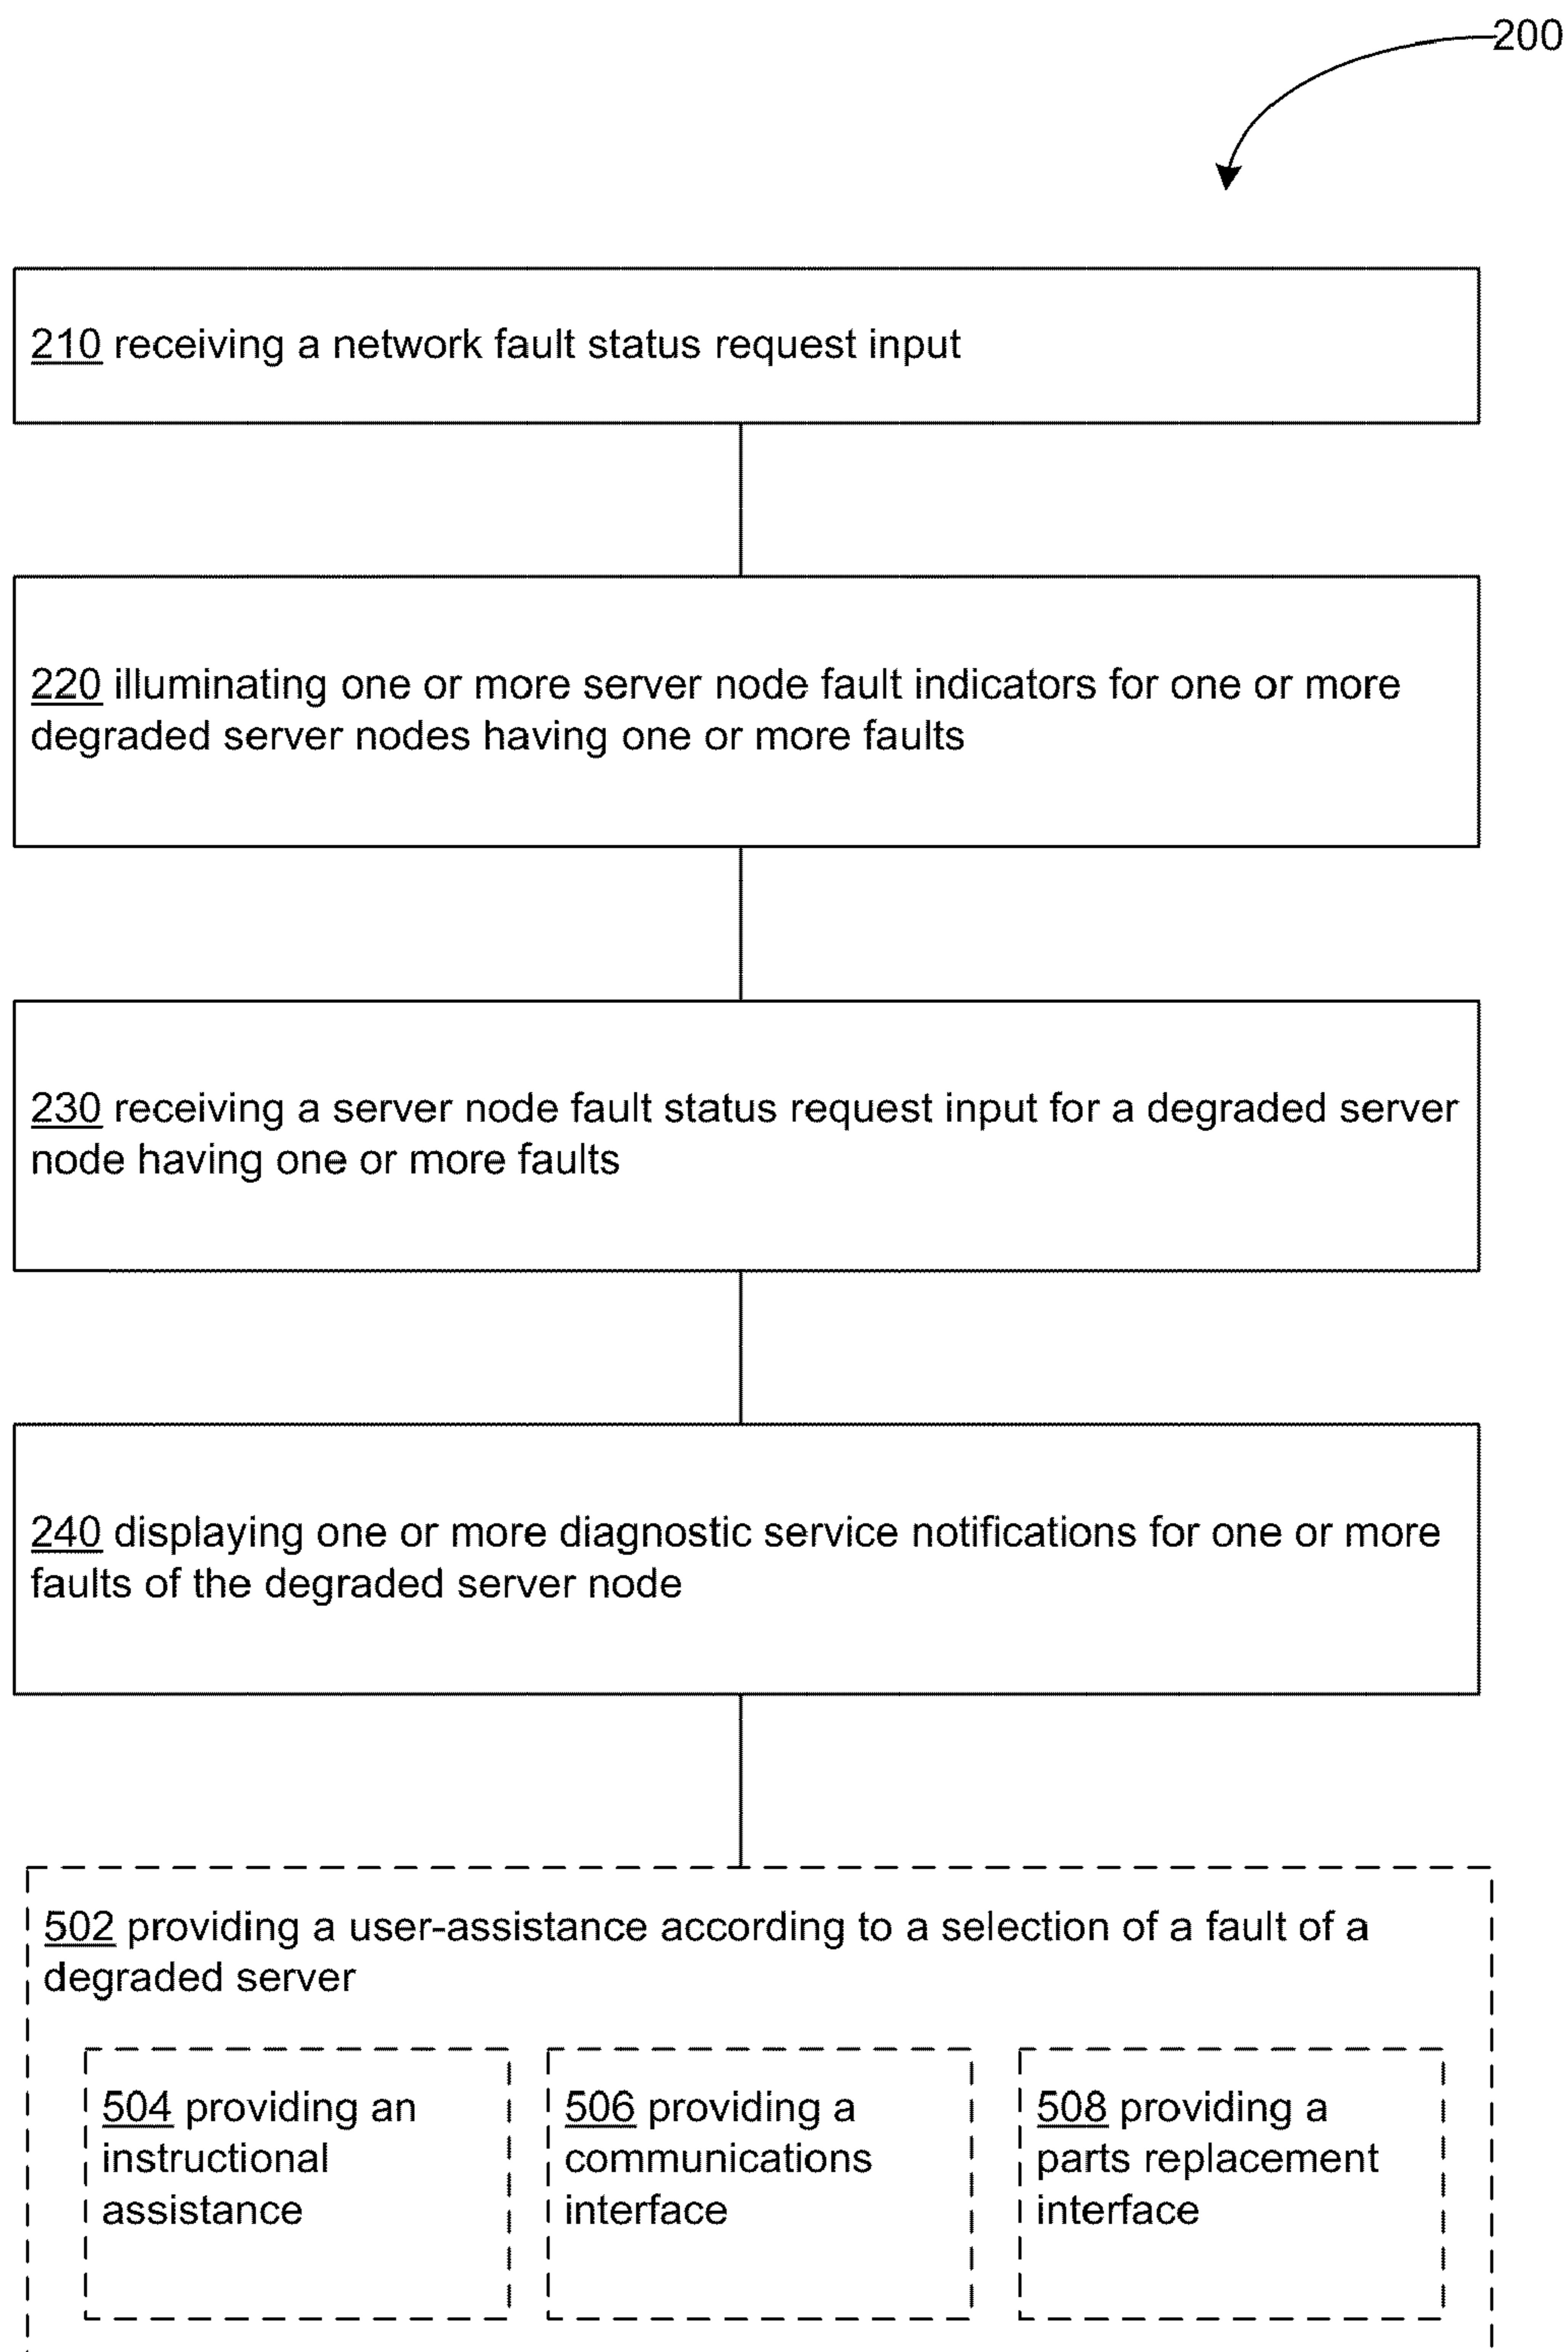 200
210 receiving a network fault status request input
220 illuminating one or more server node fault indicators for one or more
degraded server nodes having one or more faults
230 receiving a server node fault status request input for a degraded server
node having one or more faults
240 displaying one or more diagnostic service notifications for one or more
faults of the degraded server node
502 providing a user-assistance according to a selection of a fault of a
degraded server
504 providing an
instructional
assistance
506 providing a
communications
interface
508 providing a
parts replacement
interface